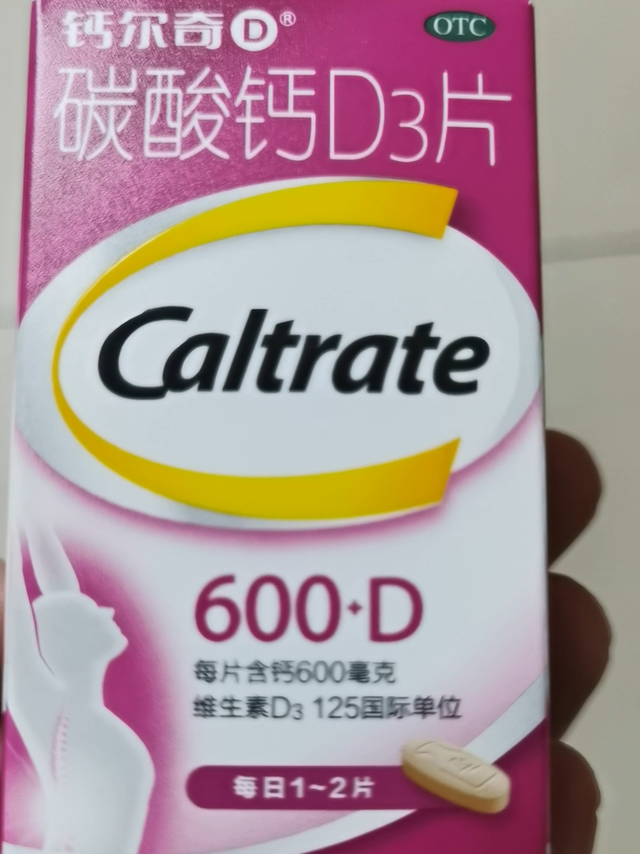 钙尔奇D®
OTC
碳酸钙D3片
Caltrate
600+D
每片含钙600毫克
维生素D3 125国际单位
每日1~2片